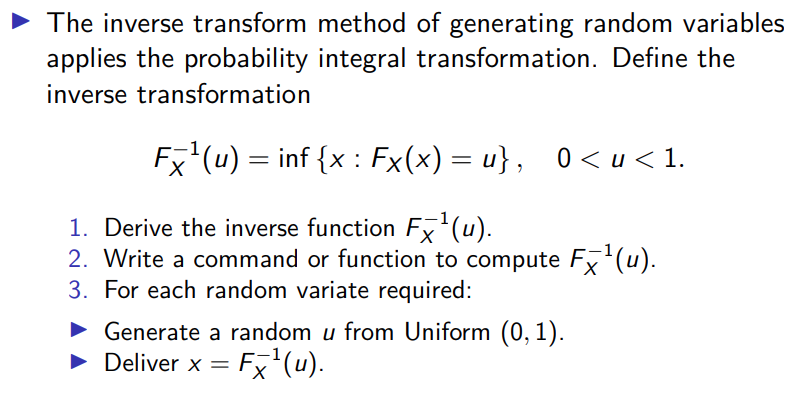 ▶ The inverse transform method of generating random variables
applies the probability integral transformation. Define the
inverse transformation
F_X^{-1}(u) = inf {x : F_X(x) = u} , 0 < u < 1.
1. Derive the inverse function F_X^{-1}(u).
2. Write a command or function to compute F_X^{-1}(u).
3. For each random variate required:
▶ Generate a random u from Uniform (0, 1).
▶ Deliver x = F_X^{-1}(u).